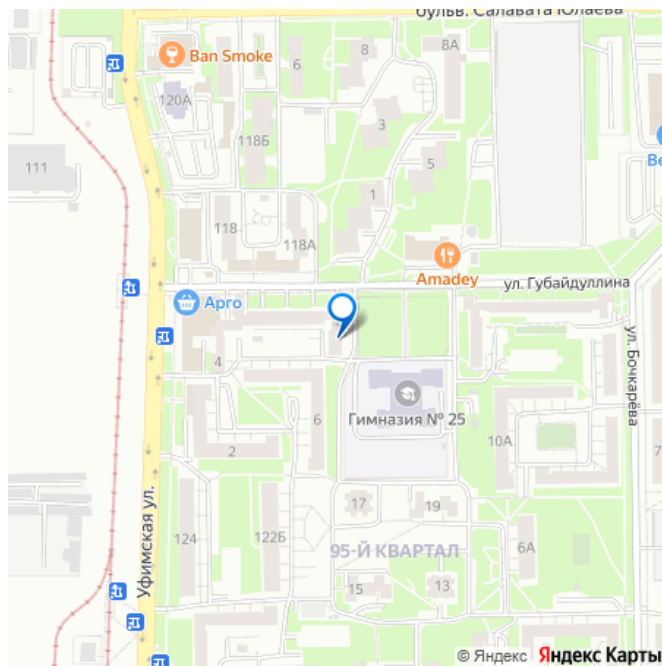 бульв. Салавата Юлаева
Ban Smoke
6
8
8А
120А
118Б
3
5
111
1
118
118А
Amadey
ул. Губайдуллина
Арго
4
ул. Бочкарёва
Гимназия № 25
6
2
10А
Уфимская ул.
17
19
124
122Б
95-Й КВАРТАЛ
6А
15
13
© Яндекс Яндекс Карты